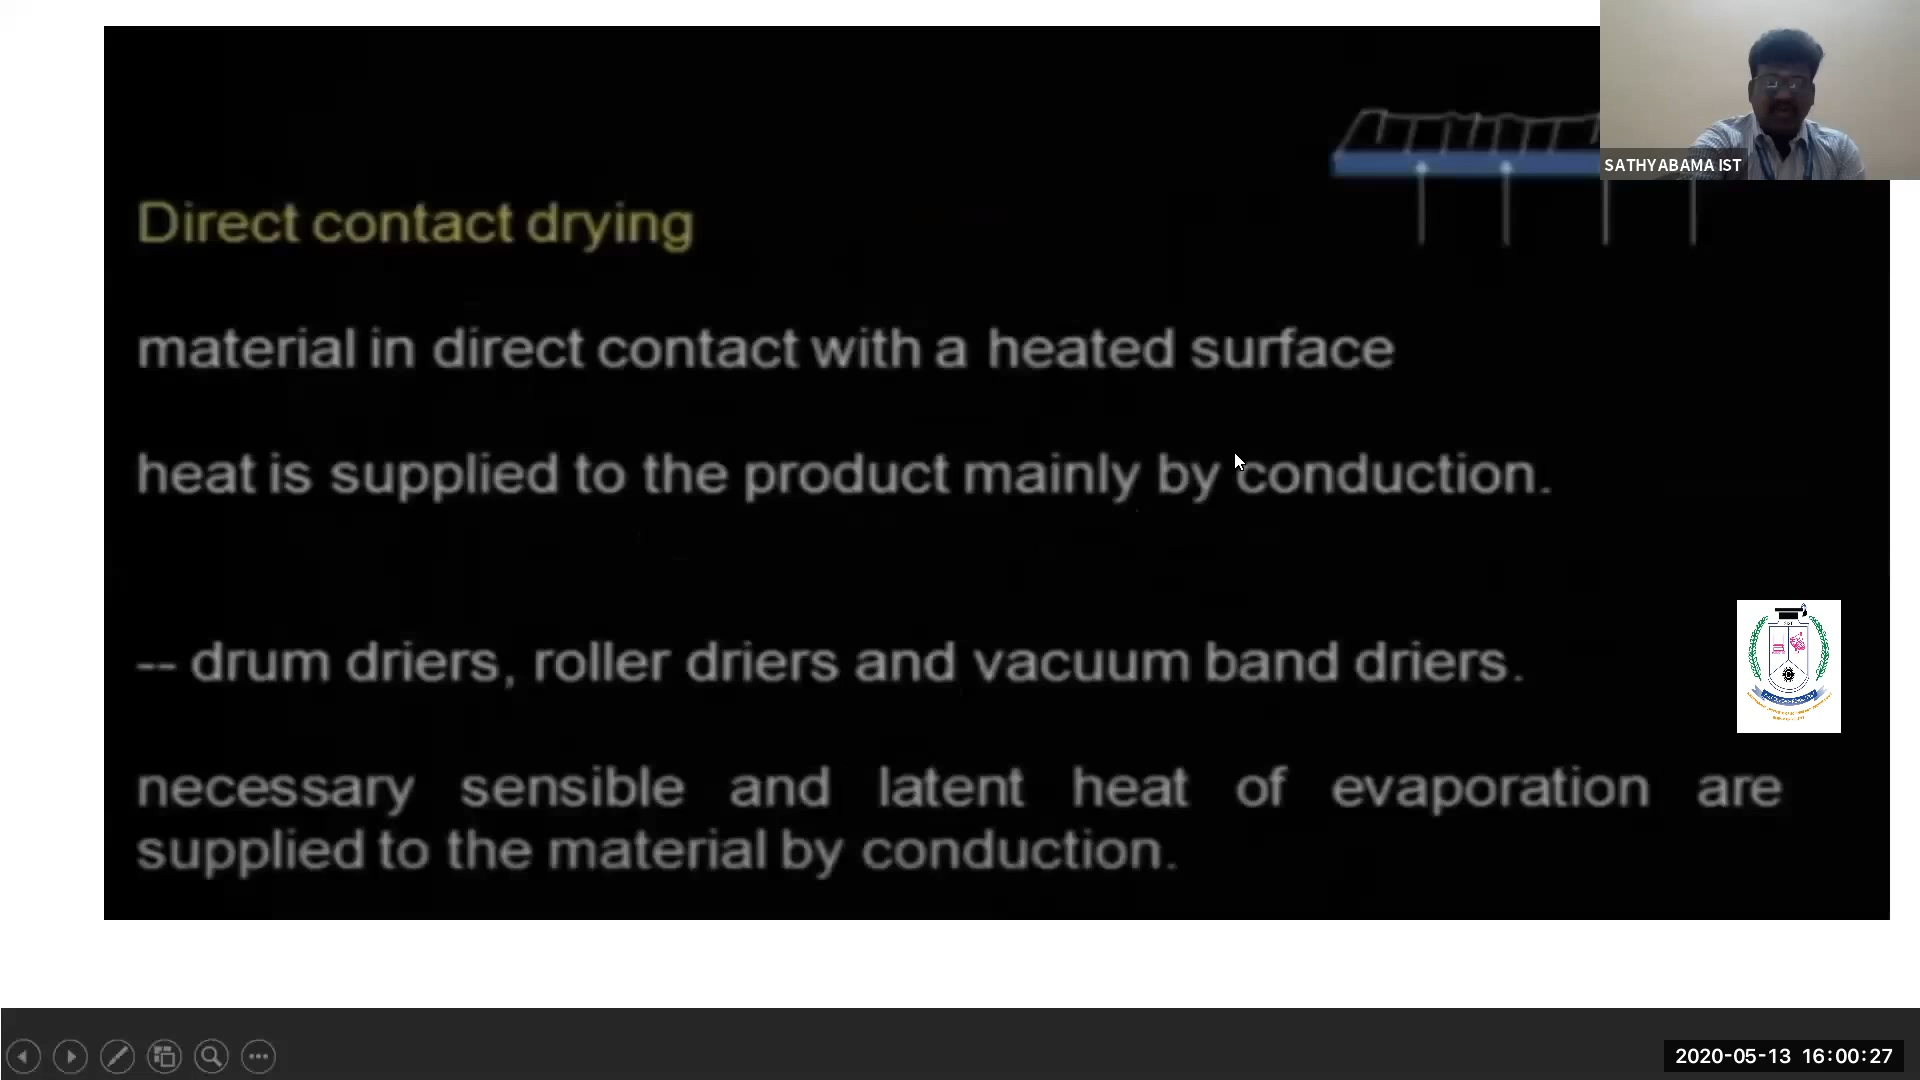 SATHYABAMA IST
Direct contact drying
material in direct contact with a heated surface
heat is supplied to the product mainly by conduction.
-- drum driers, roller driers and vacuum band driers.
necessary sensible and latent heat of evaporation are
supplied to the material by conduction.
2020-05-13 16:00:27